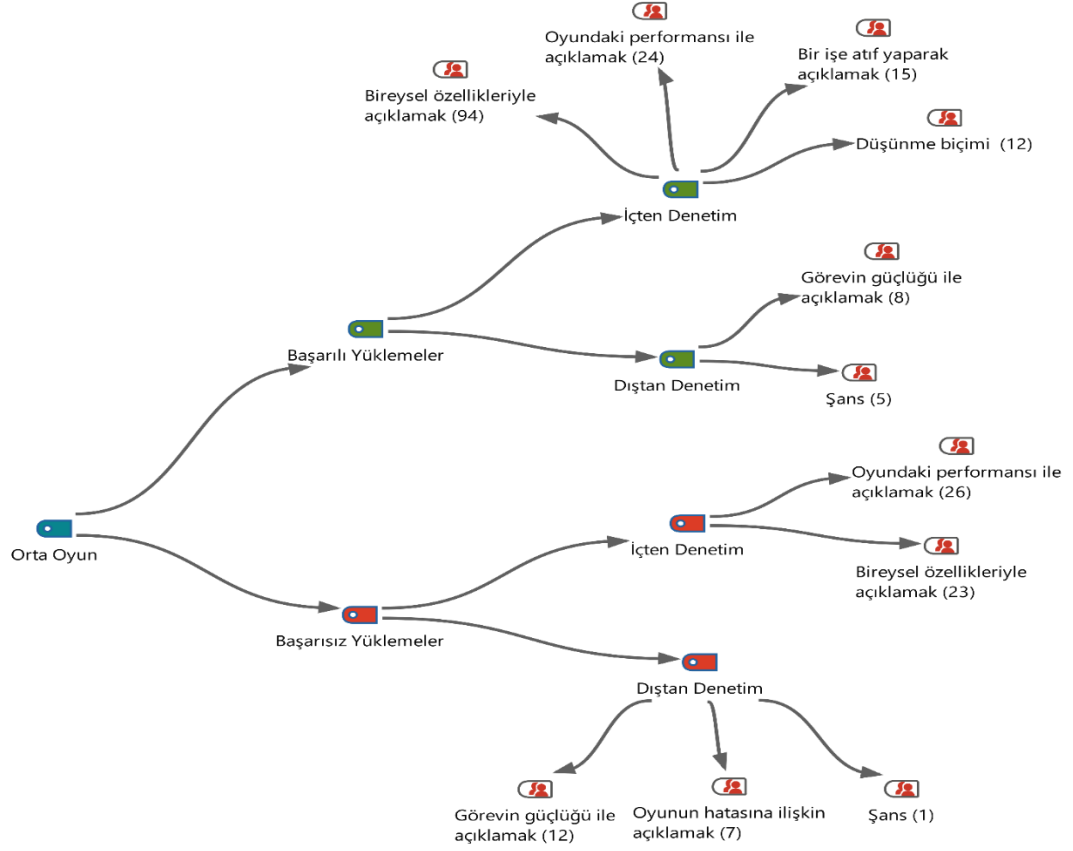 Oyundaki performansı ile
açıklamak (24)
Bir işe atıf yaparak
açıklamak (15)
Bireysel özellikleriyle
açıklamak (94)
Düşünme biçimi (12)
İçten Denetim
Görevin güçlüğü ile
açıklamak (8)
Başarılı Yüklemeler
Dıştan Denetim
Şans (5)
Oyundaki performansı ile
açıklamak (26)
Orta Oyun
İçten Denetim
Bireysel özellikleriyle
açıklamak (23)
Başarısız Yüklemeler
Dıştan Denetim
Görevin güçlüğü ile
açıklamak (12)
Oyunun hatasına ilişkin
açıklamak (7)
Şans (1)